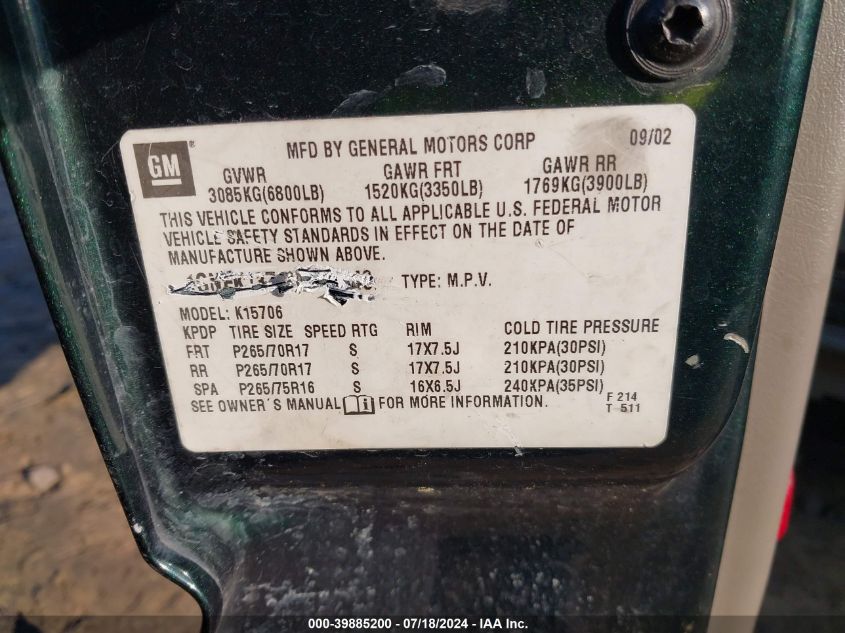 GM ® MFD BY GENERAL MOTORS CORP 09/02
GVWR GAWR FRT GAWR RR
3085KG(6800LB) 1520KG(3350LB) 1769KG(3900LB)
THIS VEHICLE CONFORMS TO ALL APPLICABLE U.S. FEDERAL MOTOR
VEHICLE SAFETY STANDARDS IN EFFECT ON THE DATE OF
MANUFACTURE SHOWN ABOVE.
TYPE: M.P.V.
MODEL: K15706
KPDP TIRE SIZE SPEED RTG RIM COLD TIRE PRESSURE
FRT P265/70R17 S 17X7.5J 210KPA(30PSI)
RR P265/70R17 S 17X7.5J 210KPA(30PSI)
SPA P265/75R16 S 16X6.5J 240KPA(35PSI)
SEE OWNER'S MANUAL FOR MORE INFORMATION.
F 214
T 511
000-39885200 / 07/18/2024 - IAA Inc.